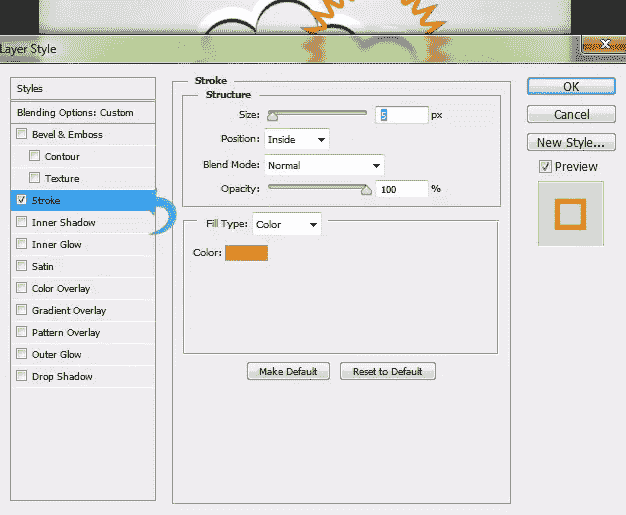 Layer Style
Styles
Blending Options: Custom
Bevel & Emboss
Contour
Texture
Stroke
Inner Shadow
Inner Glow
Satin
Color Overlay
Gradient Overlay
Pattern Overlay
Outer Glow
Drop Shadow
Stroke
Structure
Size: 5 px
Position: Inside
Blend Mode: Normal
Opacity: 100 %
Fill Type: Color
Color:
Make Default Reset to Default
OK
Cancel
New Style...
Preview